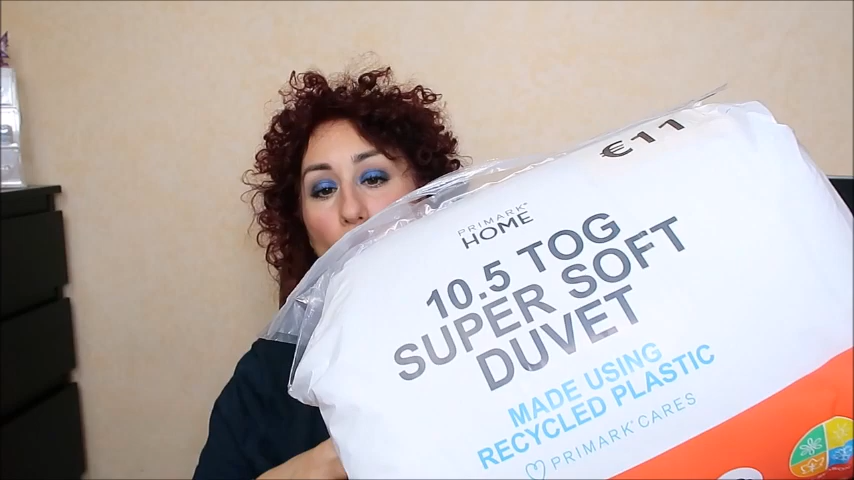 €11
PRIMARK®
HOME
10.5 TOG
SUPER SOFT
DUVET
MADE USING
RECYCLED PLASTIC
PRIMARK® CARES